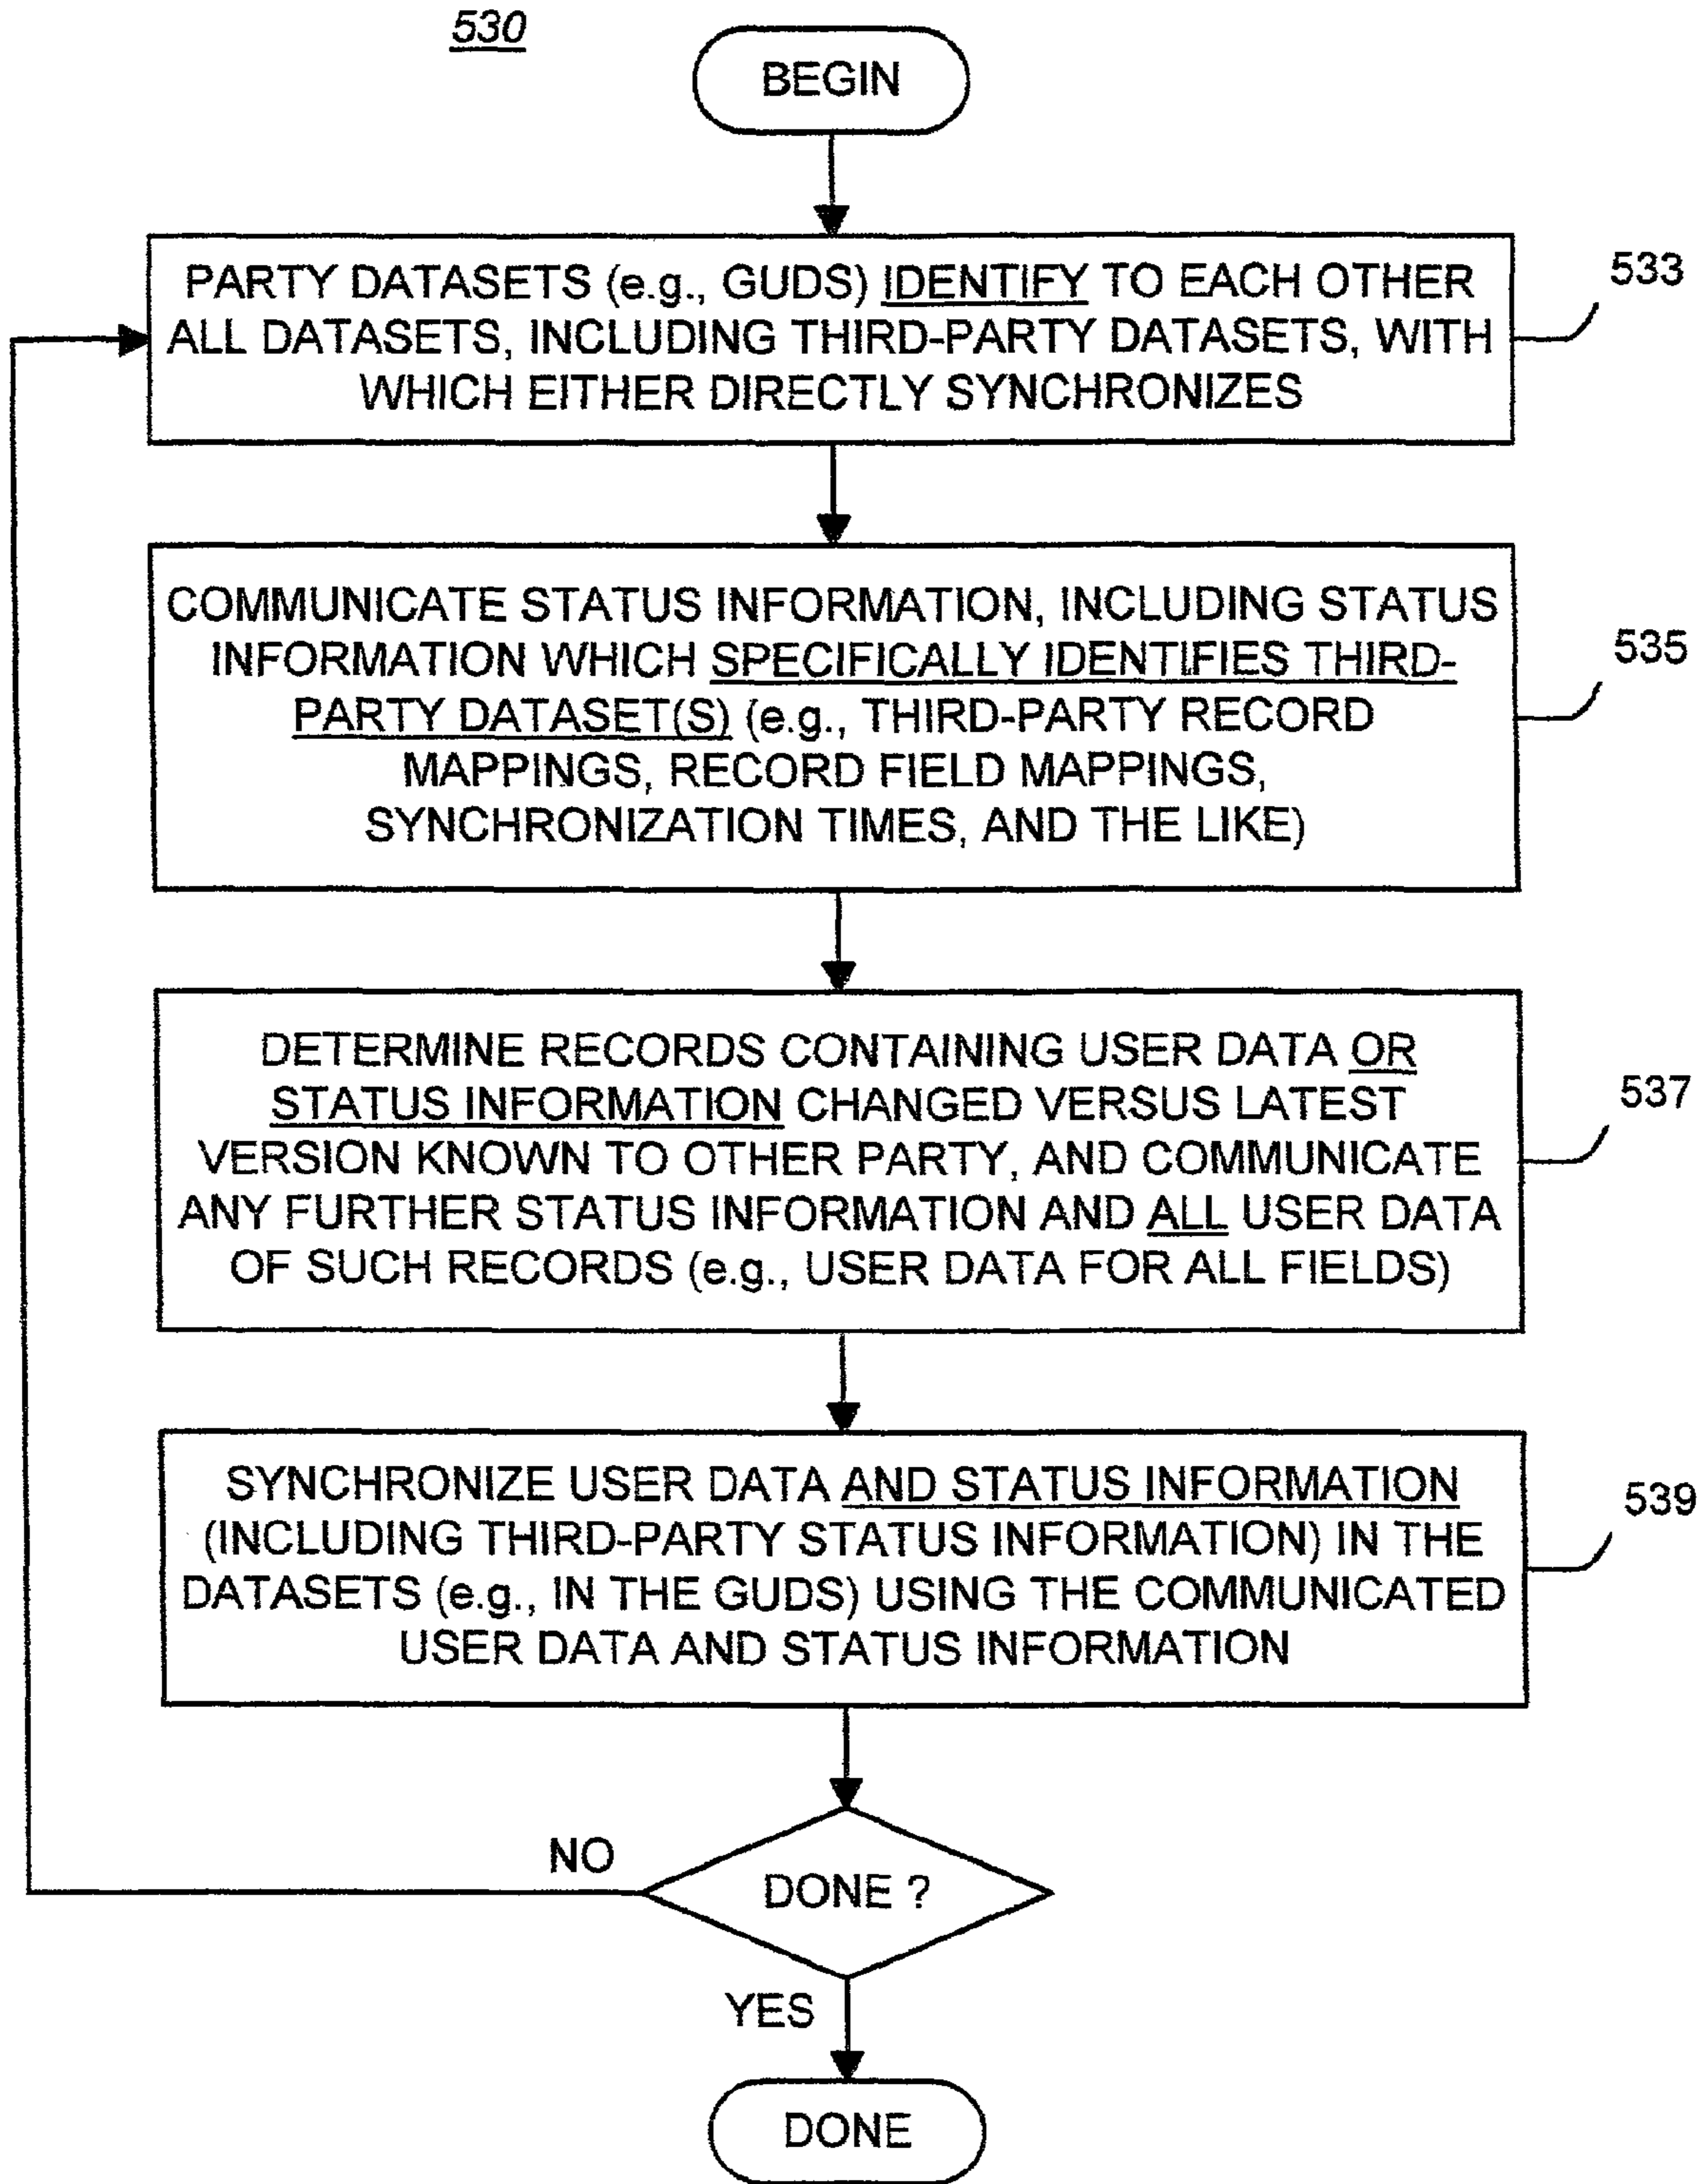 530
BEGIN
PARTY DATASETS (e.g., GUDS) IDENTIFY TO EACH OTHER
ALL DATASETS, INCLUDING THIRD-PARTY DATASETS, WITH
WHICH EITHER DIRECTLY SYNCHRONIZES
533
COMMUNICATE STATUS INFORMATION, INCLUDING STATUS
INFORMATION WHICH SPECIFICALLY IDENTIFIES THIRD-
PARTY DATASET(S) (e.g., THIRD-PARTY RECORD
MAPPINGS, RECORD FIELD MAPPINGS,
SYNCHRONIZATION TIMES, AND THE LIKE)
535
DETERMINE RECORDS CONTAINING USER DATA OR
STATUS INFORMATION CHANGED VERSUS LATEST
VERSION KNOWN TO OTHER PARTY, AND COMMUNICATE
ANY FURTHER STATUS INFORMATION AND ALL USER DATA
OF SUCH RECORDS (e.g., USER DATA FOR ALL FIELDS)
537
SYNCHRONIZE USER DATA AND STATUS INFORMATION
(INCLUDING THIRD-PARTY STATUS INFORMATION) IN THE
DATASETS (e.g., IN THE GUDS) USING THE COMMUNICATED
USER DATA AND STATUS INFORMATION
539
NO
DONE ?
YES
DONE